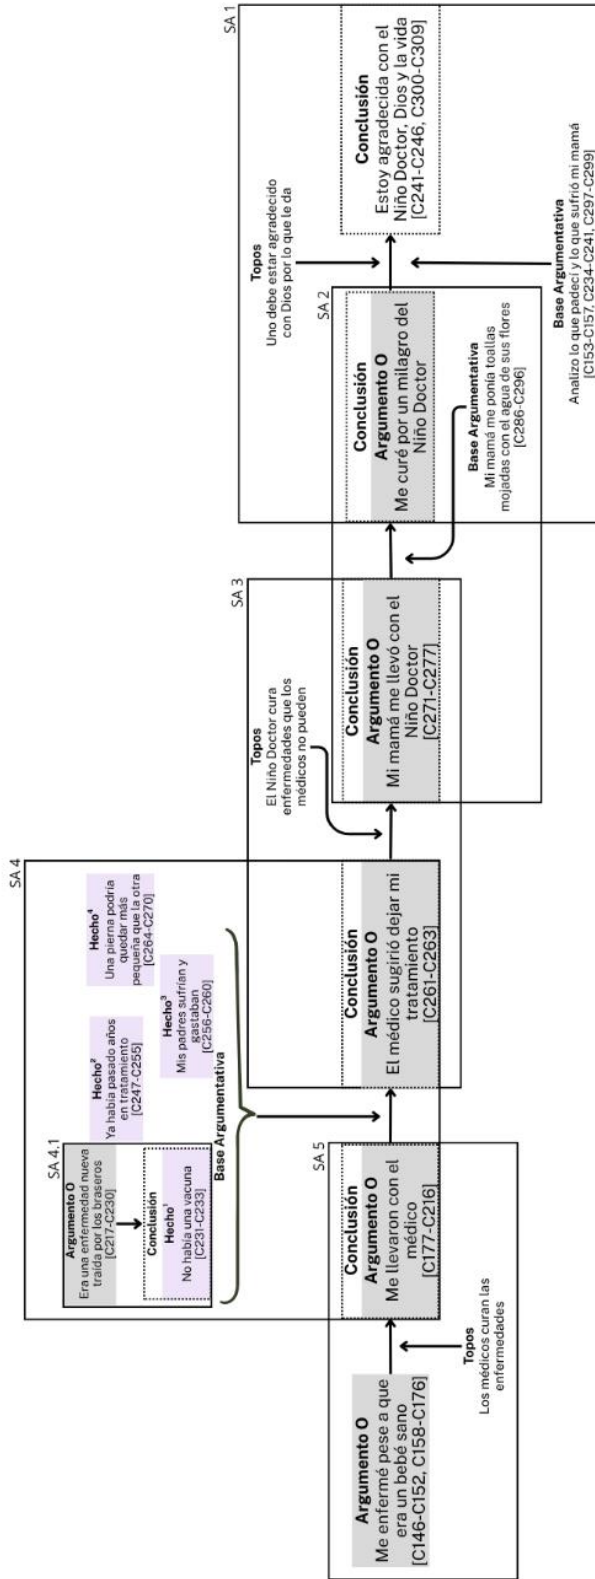 SA 1
Topos
Uno debe estar agradecido
con Dios por lo que le da
Conclusión
Estoy agradecida con el
Niño Doctor, Dios y la vida
[C241-C246, C300-C309]
Base Argumentativa
Analizo lo que padecí y lo que sufrió mi mamá
[C153-C157, C234-C241, C297-C299]
SA 2
Conclusión
Argumento O
Me curé por un milagro del
Niño Doctor
Base Argumentativa
Mi mamá me ponía toallas
mojadas con el agua de sus flores
[C286-C296]
SA 3
Topos
El Niño Doctor cura
enfermedades que los
médicos no pueden
Conclusión
Argumento O
Mi mamá me llevó con el
Niño Doctor
[C271-C277]
SA 4
Hecho⁴
Una pierna podría
quedar más
pequeña que la otra
[C264-C270]
Hecho²
Ya había pasado años
en tratamiento
[C247-C255]
Hecho³
Mis padres sufrían y
gastaban
[C256-C260]
Base Argumentativa
Conclusión
Argumento O
El médico sugirió dejar mi
tratamiento
[C261-C263]
SA 4.1
Argumento O
Era una enfermedad nueva
traída por los braseros
[C217-C230]
Conclusión
Hecho¹
No había una vacuna
[C231-C233]
SA 5
Conclusión
Argumento O
Me llevaron con el
médico
[C177-C216]
Topos
Los médicos curan las
enfermedades
Argumento O
Me enfermé pese a que
era un bebé sano
[C146-C152, C158-C176]